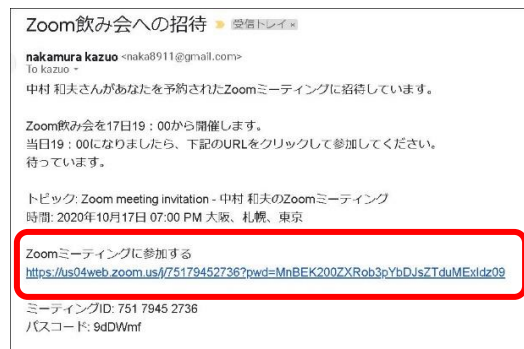 Zoom飲み会への招待 受信トレイ ×
nakamura kazuo <naka8911@gmail.com>
To kazuo
中村 和夫さんがあなたを予約されたZoomミーティングに招待しています。
Zoom飲み会を17日19：00から開催します。
当日19：00になりましたら、下記のURLをクリックして参加してください。
待っています。
トピック: Zoom meeting invitation - 中村 和夫のZoomミーティング
時間: 2020年10月17日 07:00 PM 大阪、札幌、東京
Zoomミーティングに参加する
https://us04web.zoom.us/j/75179452736?pwd=MnBEK200ZXRob3pYbDJsZTduMExIdz09
ミーティングID: 751 7945 2736
パスコード: 9dDWmf